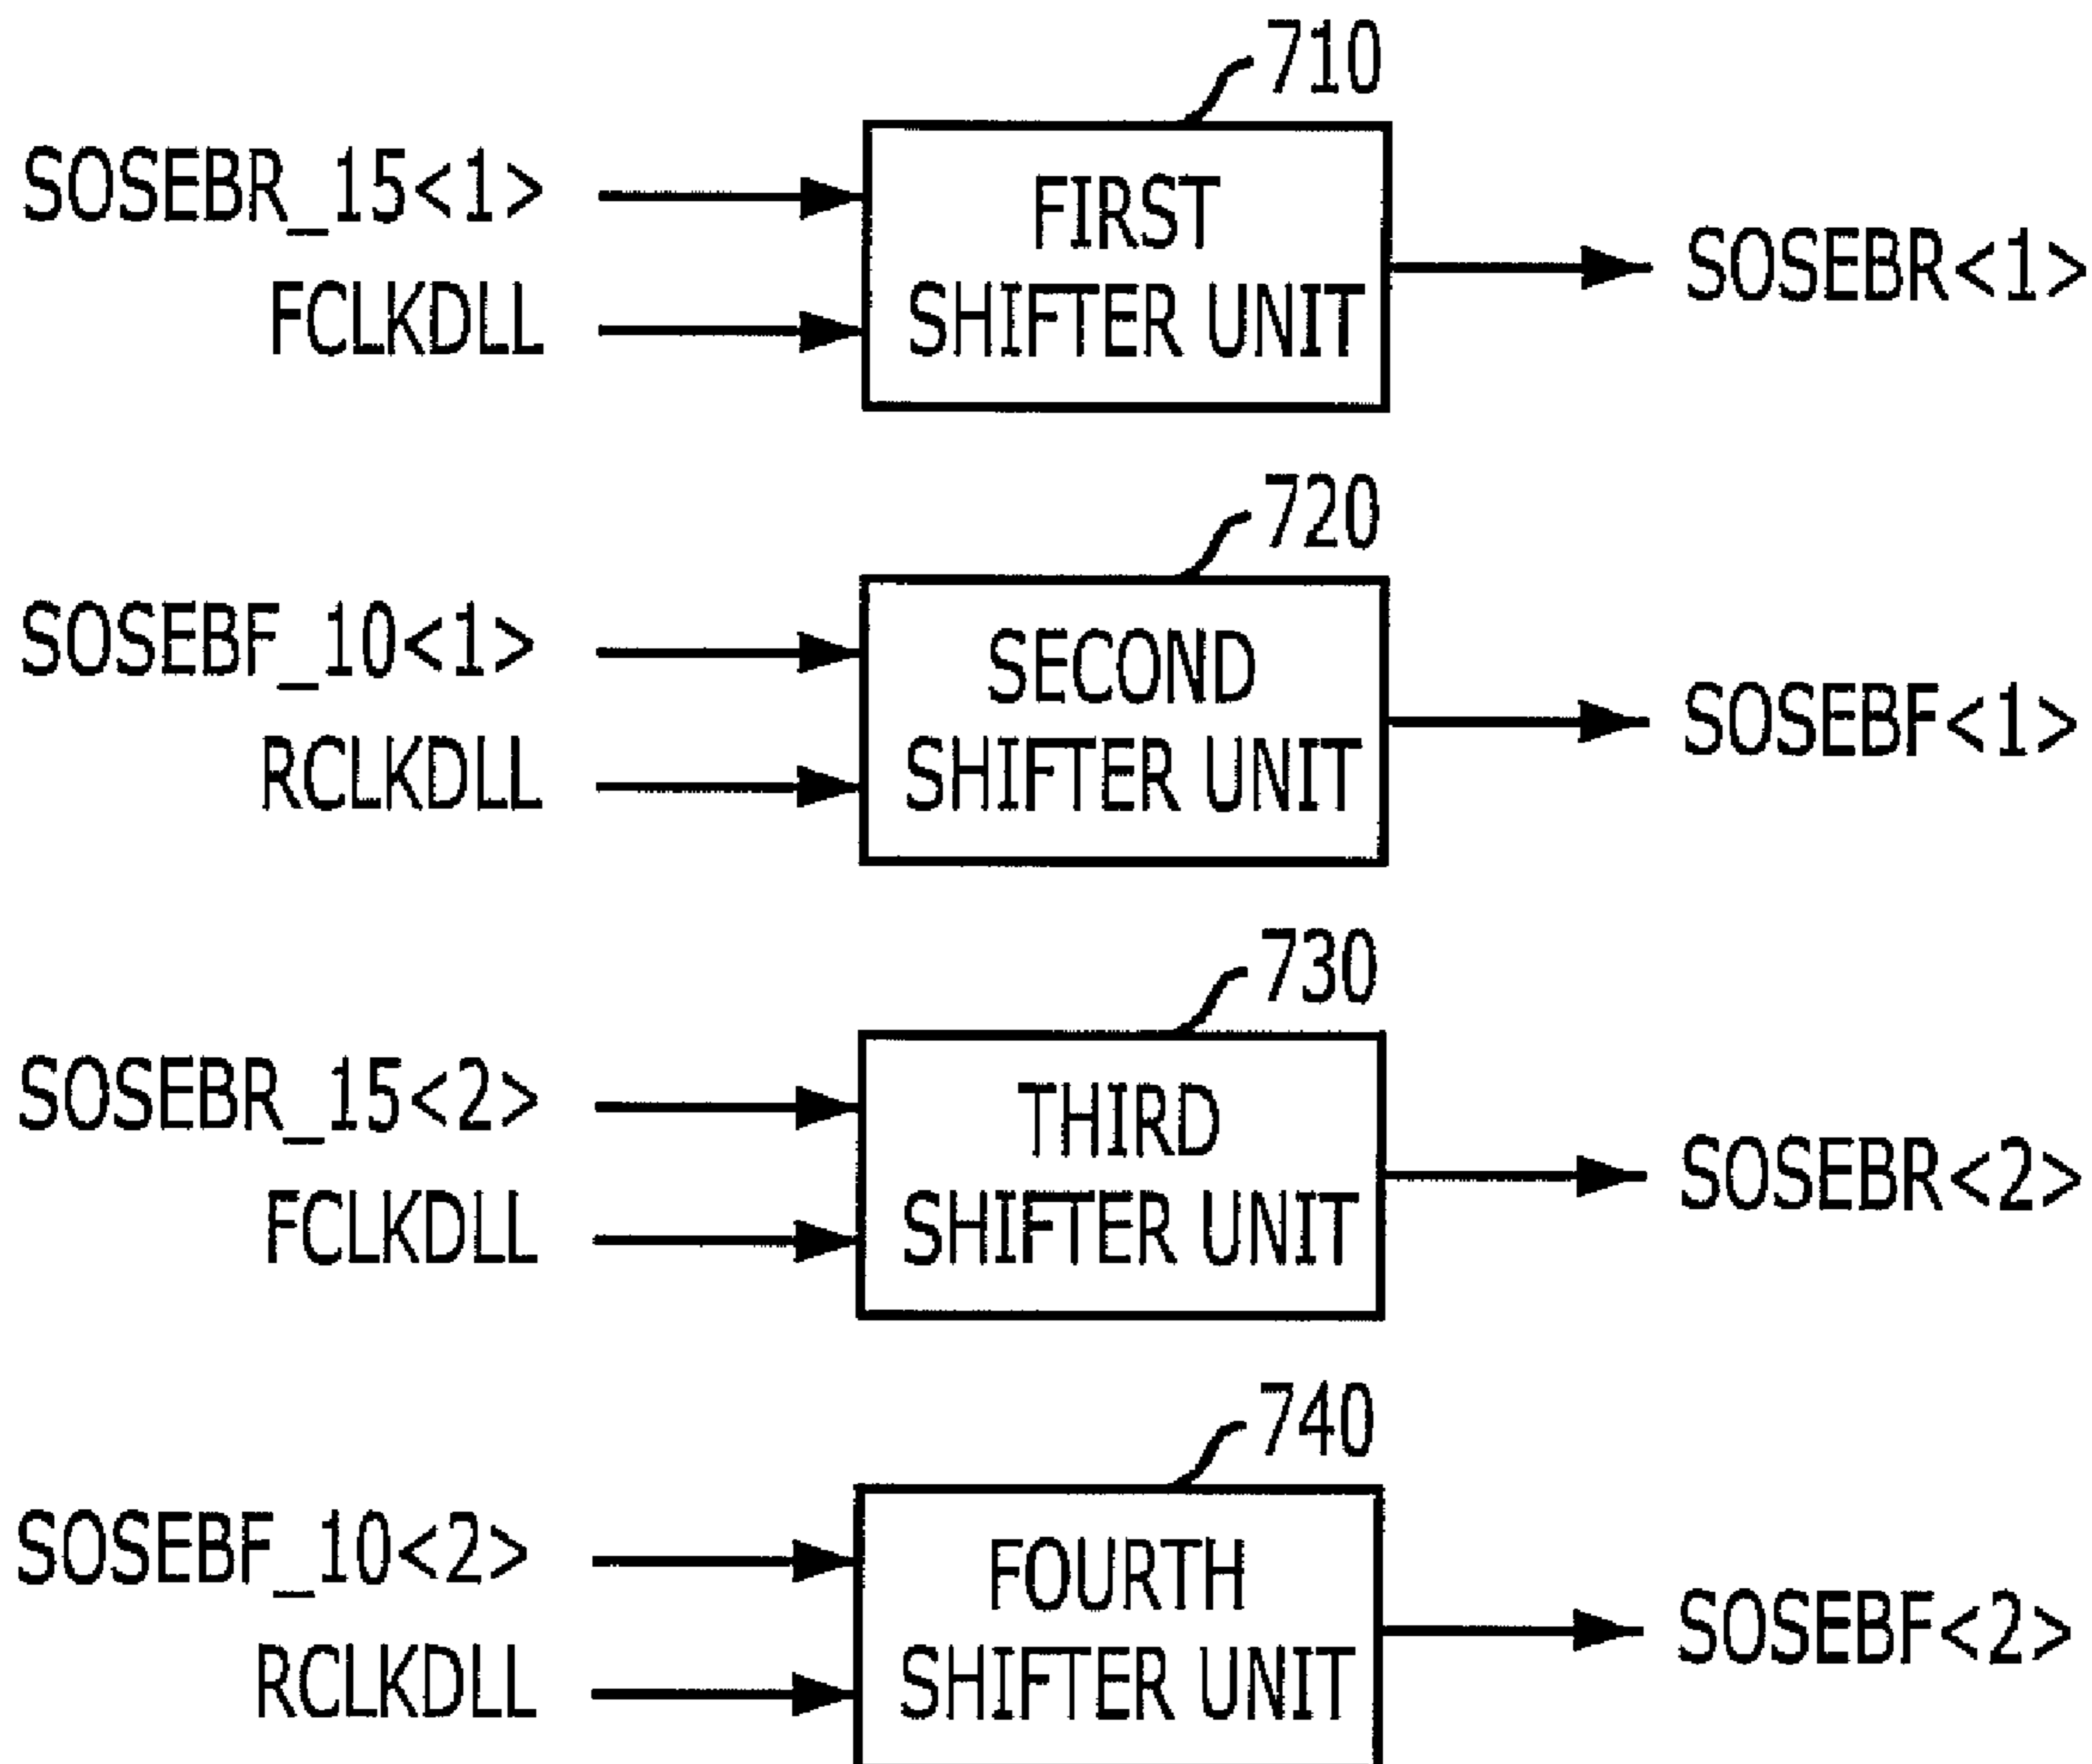 710
SOSEBR_15<1>
FCLKDLL
FIRST
SHIFTER UNIT
SOSEBR<1>
720
SOSEBF_10<1>
RCLKDLL
SECOND
SHIFTER UNIT
SOSEBF<1>
730
SOSEBR_15<2>
FCLKDLL
THIRD
SHIFTER UNIT
SOSEBR<2>
740
SOSEBF_10<2>
RCLKDLL
FOURTH
SHIFTER UNIT
SOSEBF<2>